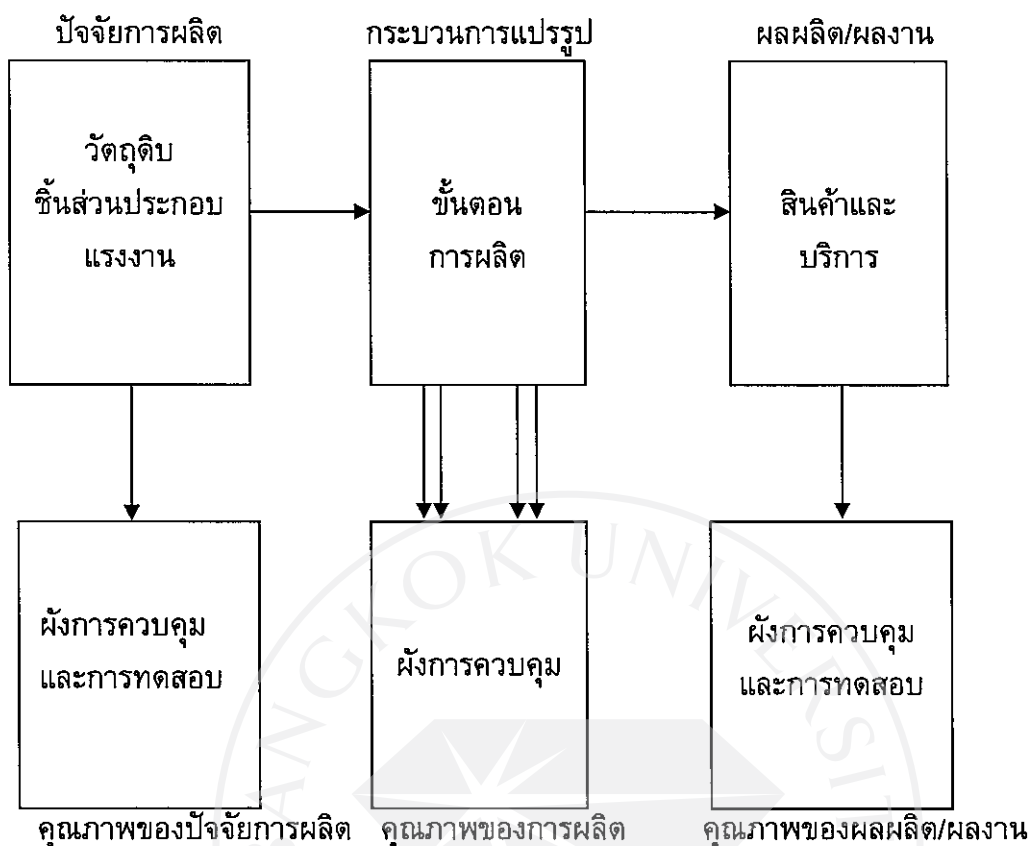 ปัจจัยการผลิต
กระบวนการแปรรูป
ผลผลิต/ผลงาน
วัตถุดิบ
ชิ้นส่วนประกอบ
แรงงาน
ขั้นตอน
การผลิต
สินค้าและ
บริการ
ผังการควบคุม
และการทดสอบ
ผังการควบคุม
ผังการควบคุม
และการทดสอบ
คุณภาพของปัจจัยการผลิต
คุณภาพของการผลิต
คุณภาพของผลผลิต/ผลงาน
BANGKOK UNIVERSIT